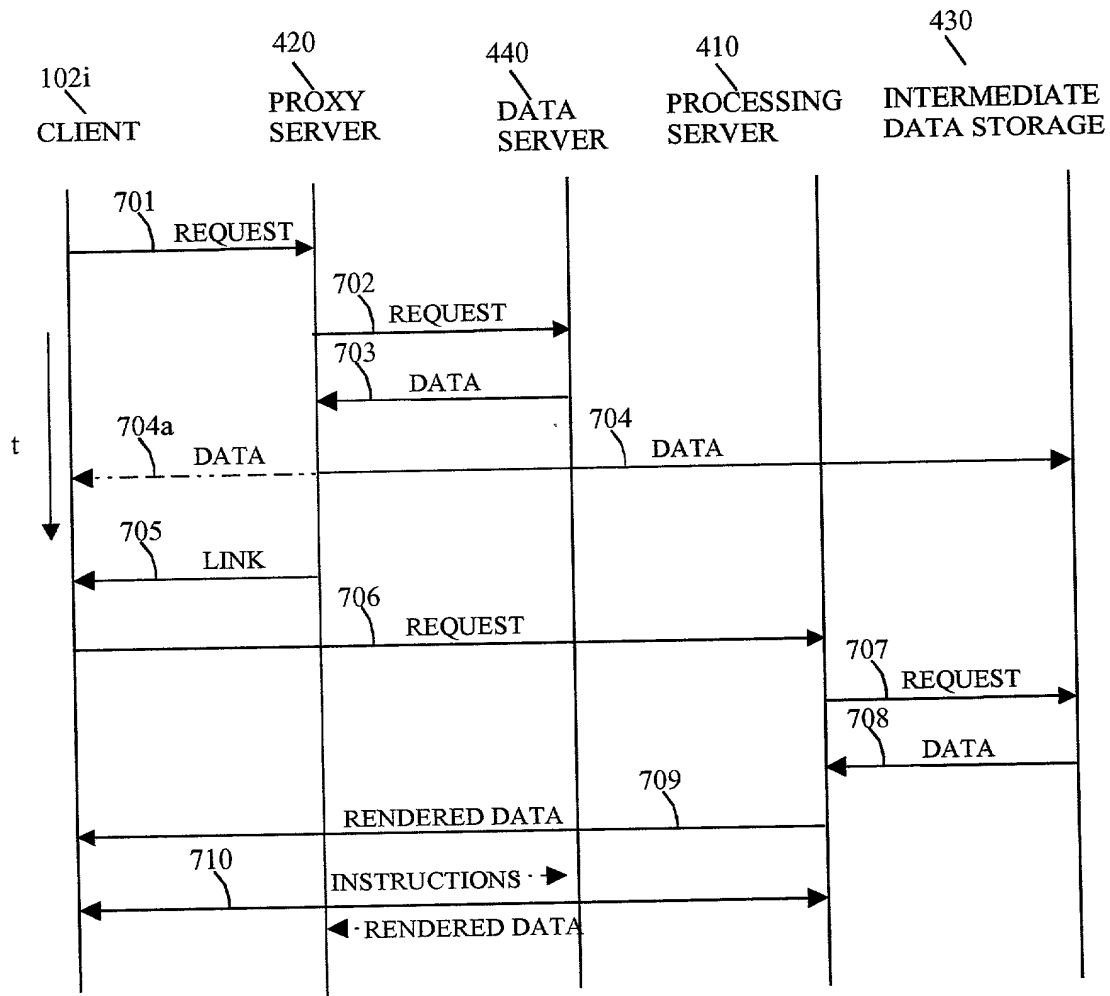 102i
CLIENT
420
PROXY
SERVER
440
DATA
SERVER
410
PROCESSING
SERVER
430
INTERMEDIATE
DATA STORAGE
701
REQUEST
702
REQUEST
703
DATA
t
704a
DATA
704
DATA
705
LINK
706
REQUEST
707
REQUEST
708
DATA
709
RENDERED DATA
710
INSTRUCTIONS
RENDERED DATA